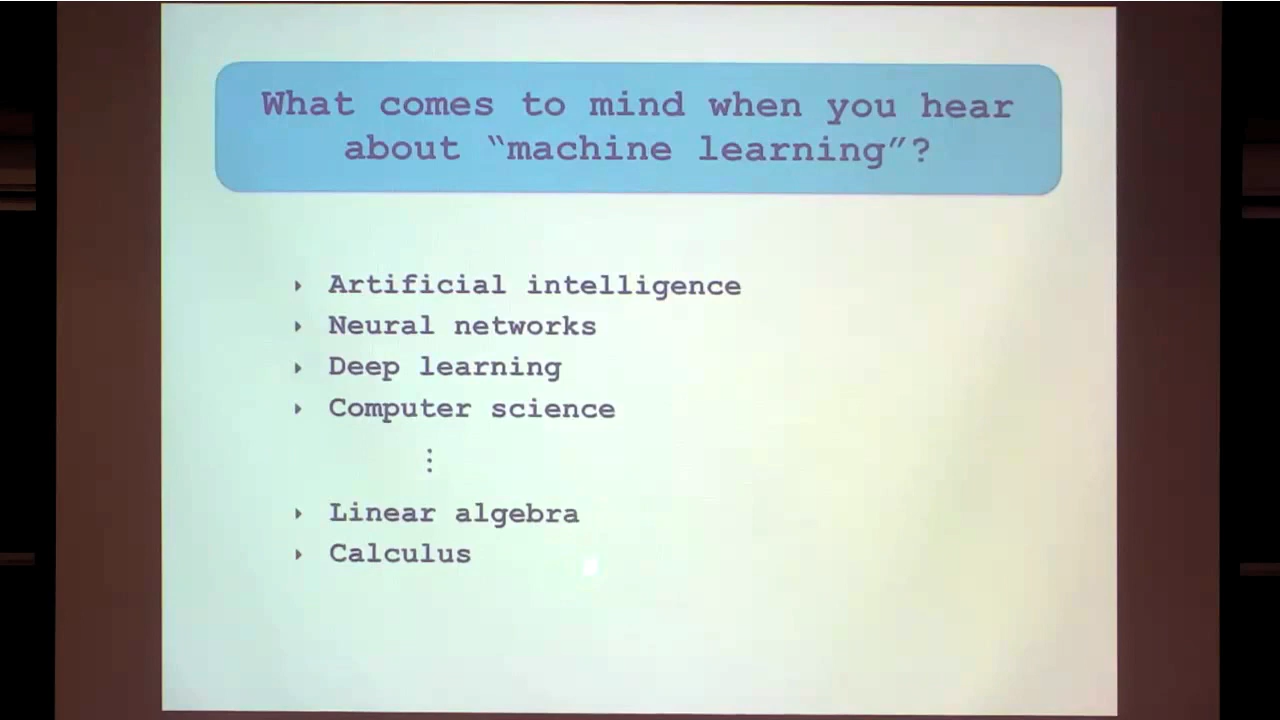 What comes to mind when you hear
about “machine learning”?
Artificial intelligence
Neural networks
Deep learning
Computer science
⋮
Linear algebra
Calculus